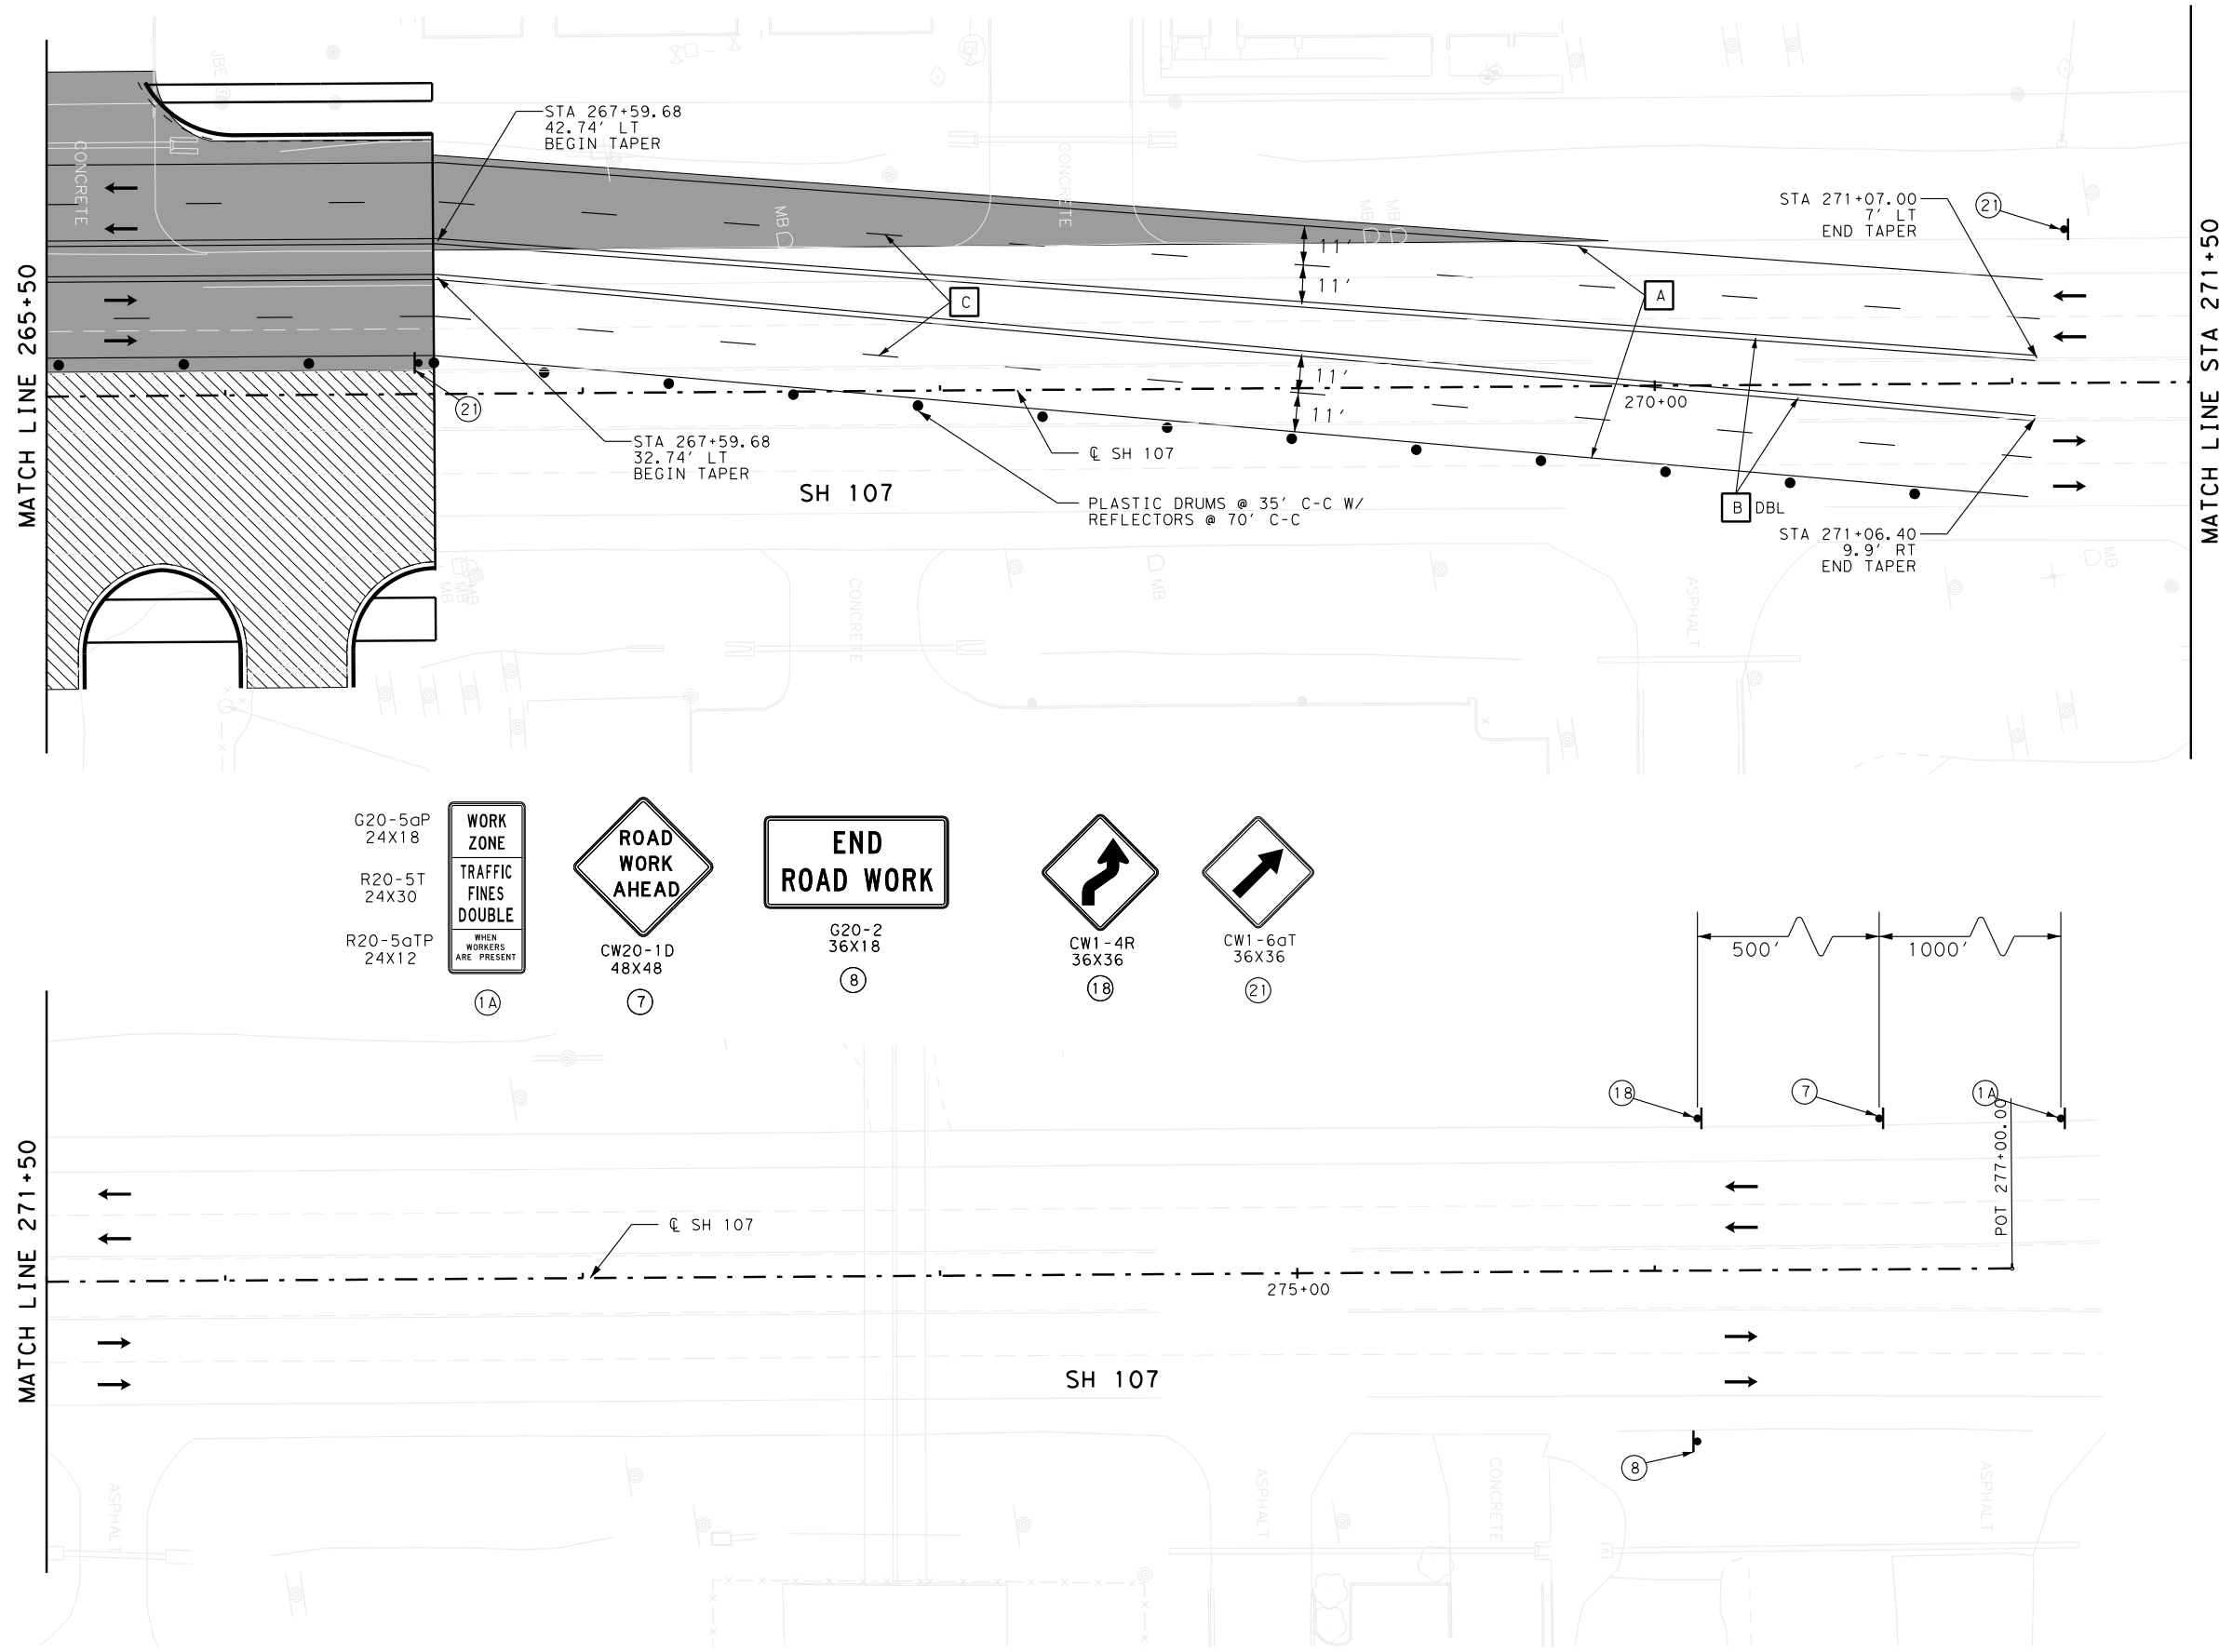 STA 267+59.68
42.74' LT
BEGIN TAPER
JBE
CONCRETE
CONCRETE
MB
MB
MB
STA 271+07.00
7' LT
END TAPER
21
11'
11'
C
A
MATCH LINE 265+50
MATCH LINE STA 271+50
11'
11'
21
270+00
STA 267+59.68
32.74' LT
BEGIN TAPER
℄ SH 107
SH 107
PLASTIC DRUMS @ 35' C-C W/
REFLECTORS @ 70' C-C
B DBL
STA 271+06.40
9.9' RT
END TAPER
MB
MB
MB
MB
MB
CONCRETE
ASPHALT
G20-5aP
24X18
R20-5T
24X30
R20-5aTP
24X12
WORK
ZONE
TRAFFIC
FINES
DOUBLE
WHEN
WORKERS
ARE PRESENT
1A
ROAD
WORK
AHEAD
CW20-1D
48X48
7
END
ROAD WORK
G20-2
36X18
8
CW1-4R
36X36
18
CW1-6aT
36X36
21
500'
1000'
18
7
1A
POT 277+00.00
MATCH LINE 271+50
℄ SH 107
275+00
SH 107
8
ASPHALT
ASPHALT
CONCRETE
ASPHALT